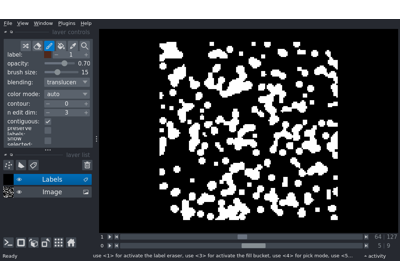 File View Window Plugins Help
layer controls
label: 1
opacity: 0.70
brush size: 15
blending: translucen
color mode: auto
contour: 0
n edit dim: 3
contiguous:
preserve labels:
show selected:
layer list
Labels
Image
1 64 127
0 5 9
Ready use <1> for activate the label eraser, use <3> for activate the fill bucket, use <4> for pick mode, use <5... activity